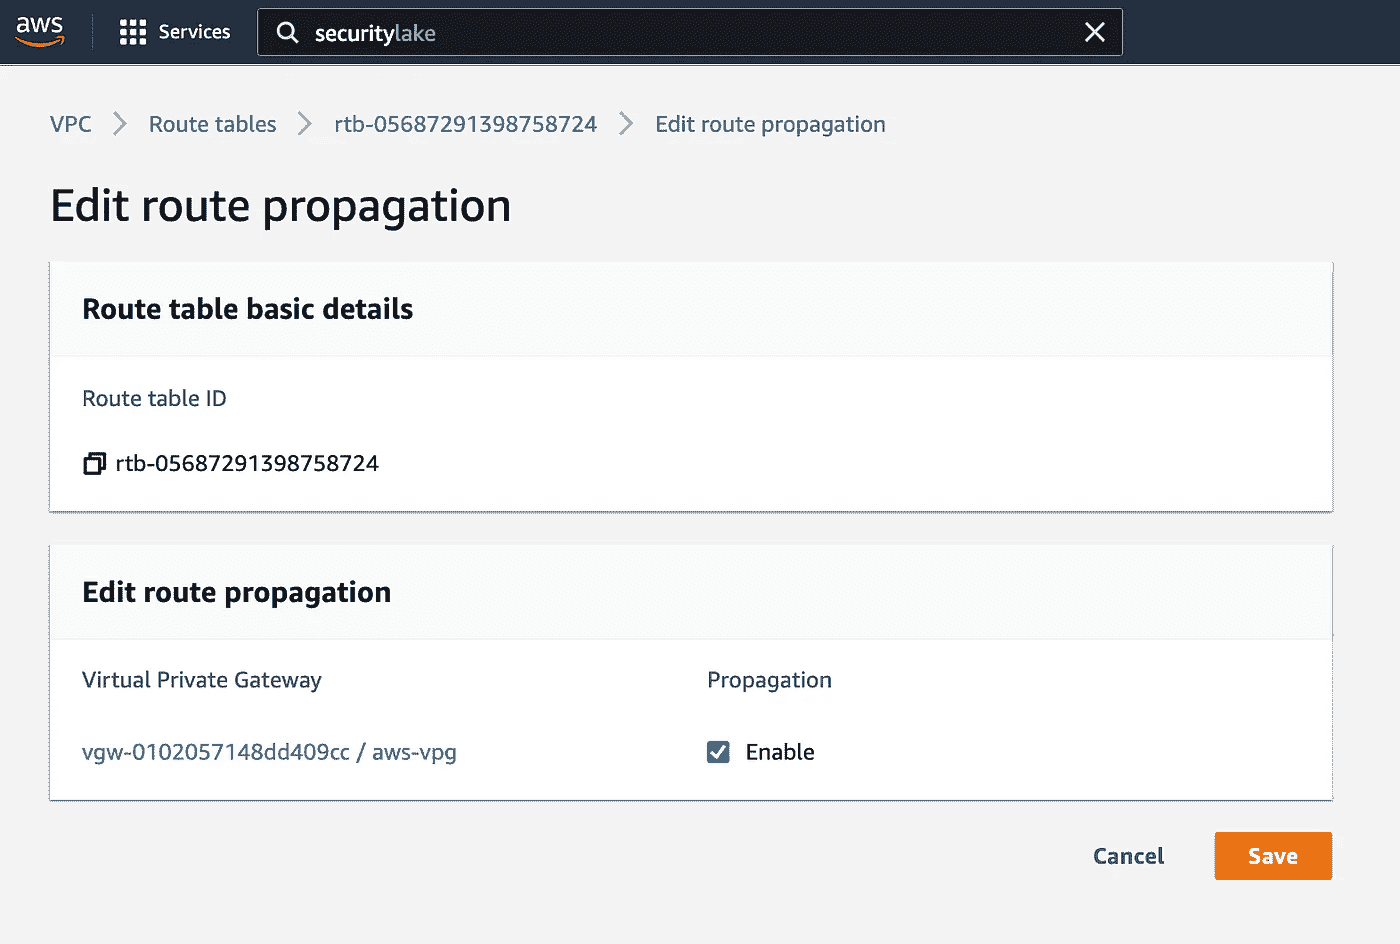 aws
Services
securitylake
VPC
Route tables
rtb-05687291398758724
Edit route propagation
Edit route propagation
Route table basic details
Route table ID
rtb-05687291398758724
Edit route propagation
Virtual Private Gateway
Propagation
vgw-0102057148dd409cc / aws-vpg
Enable
Cancel
Save